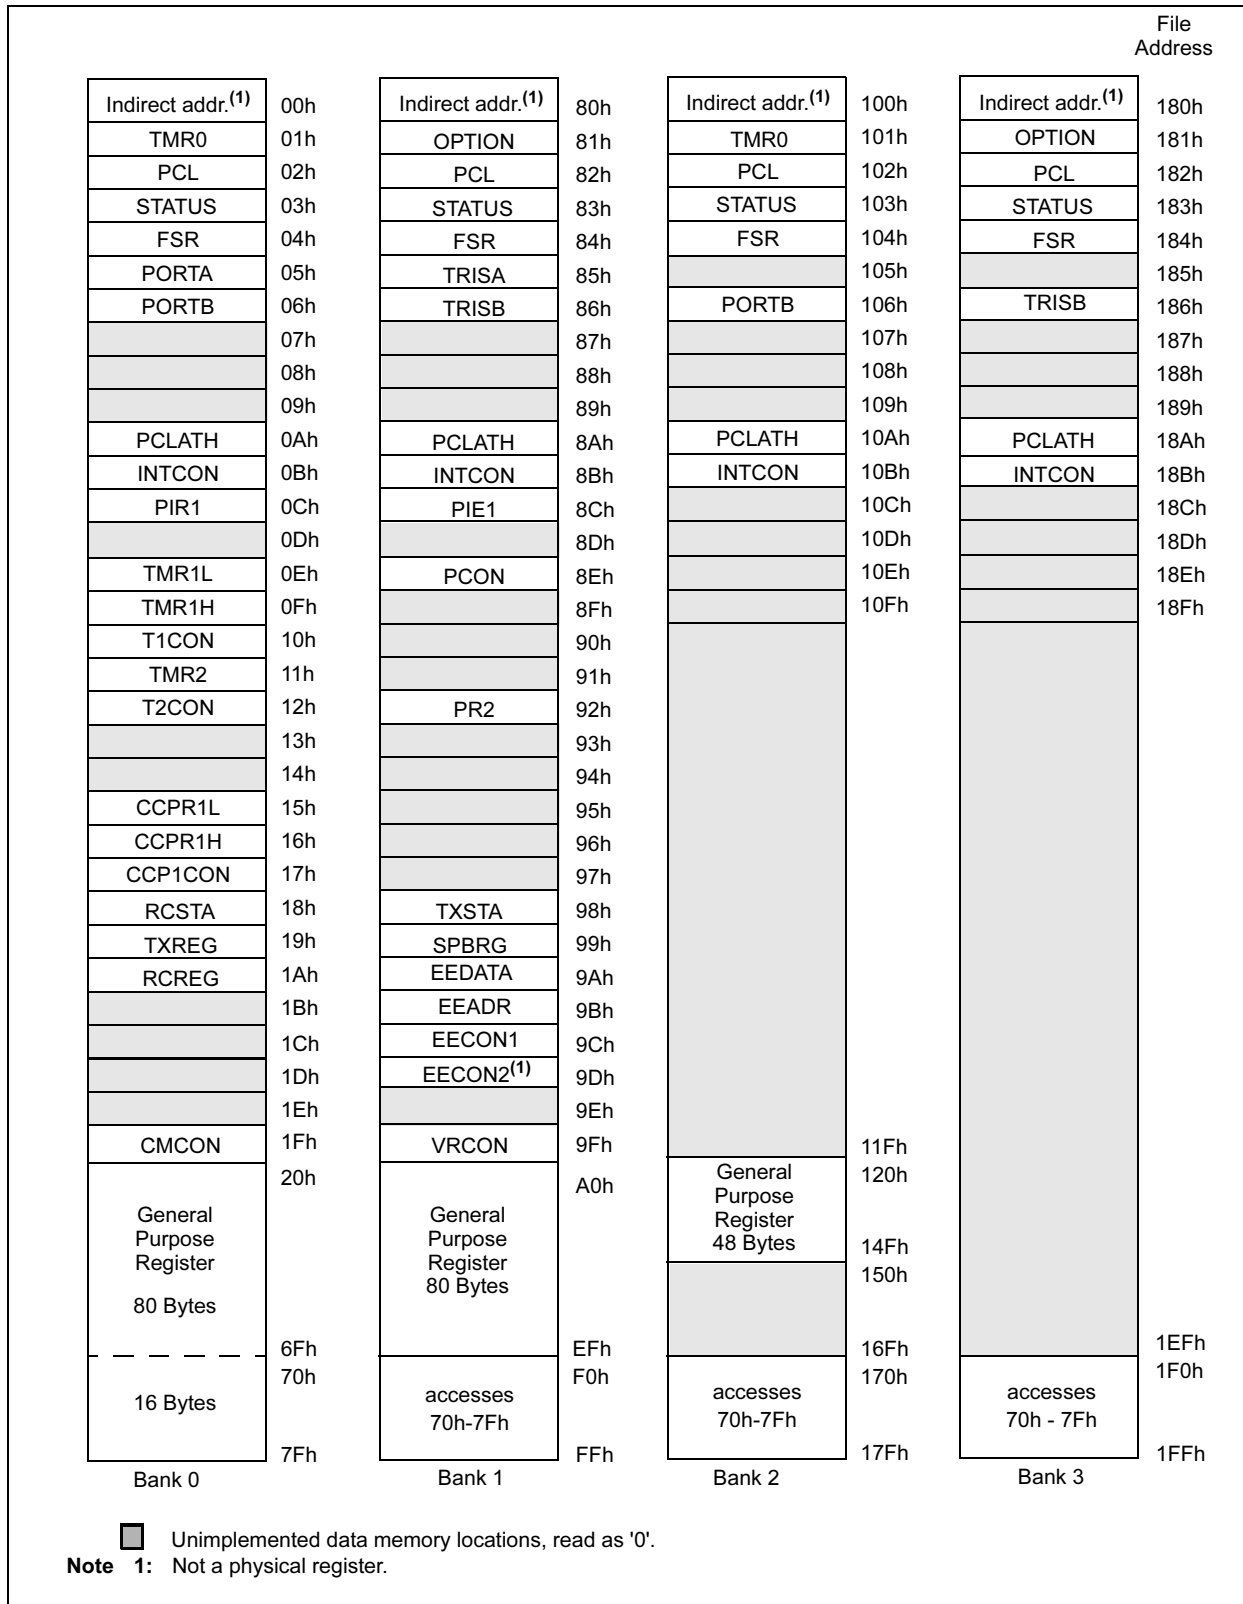 File
Address
Indirect addr.(1) 00h Indirect addr.(1) 80h Indirect addr.(1) 100h Indirect addr.(1) 180h
TMR0 01h OPTION 81h TMR0 101h OPTION 181h
PCL 02h PCL 82h PCL 102h PCL 182h
STATUS 03h STATUS 83h STATUS 103h STATUS 183h
FSR 04h FSR 84h FSR 104h FSR 184h
PORTA 05h TRISA 85h 105h 185h
PORTB 06h TRISB 86h PORTB 106h TRISB 186h
07h 87h 107h 187h
08h 88h 108h 188h
09h 89h 109h 189h
PCLATH 0Ah PCLATH 8Ah PCLATH 10Ah PCLATH 18Ah
INTCON 0Bh INTCON 8Bh INTCON 10Bh INTCON 18Bh
PIR1 0Ch PIE1 8Ch 10Ch 18Ch
0Dh 8Dh 10Dh 18Dh
TMR1L 0Eh PCON 8Eh 10Eh 18Eh
TMR1H 0Fh 8Fh 10Fh 18Fh
T1CON 10h 90h
TMR2 11h 91h
T2CON 12h PR2 92h
13h 93h
14h 94h
CCPR1L 15h 95h
CCPR1H 16h 96h
CCP1CON 17h 97h
RCSTA 18h TXSTA 98h
TXREG 19h SPBRG 99h
RCREG 1Ah EEDATA 9Ah
1Bh EEADR 9Bh
1Ch EECON1 9Ch
1Dh EECON2(1) 9Dh
1Eh 9Eh
CMCON 1Fh VRCON 9Fh 11Fh
20h A0h General 120h
Purpose
General General Register
Purpose Purpose 48 Bytes 14Fh
Register Register 150h
80 Bytes 80 Bytes
6Fh EFh 16Fh 1EFh
70h F0h 170h 1F0h
16 Bytes accesses accesses accesses
70h-7Fh 70h-7Fh 70h - 7Fh
7Fh FFh 17Fh 1FFh
Bank 0 Bank 1 Bank 2 Bank 3
Unimplemented data memory locations, read as '0'.
Note 1: Not a physical register.